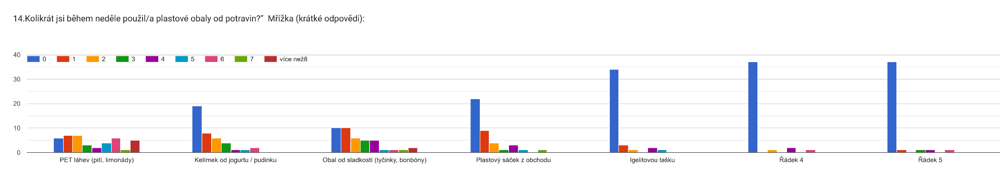 14.Kolikrát jsi během neděle použil/a plastové obaly od potravin?“  Mřížka (krátké odpovědi):
40
0 1 2 3 4 5 6 7 více než8
30
20
10
0
PET láhev (pití, limonády) Kelímek od jogurtu / pudinku Obal od sladkostí (tyčinky, bonbóny) Plastový sáček z obchodu Igelitovou tašku Řádek 4 Řádek 5